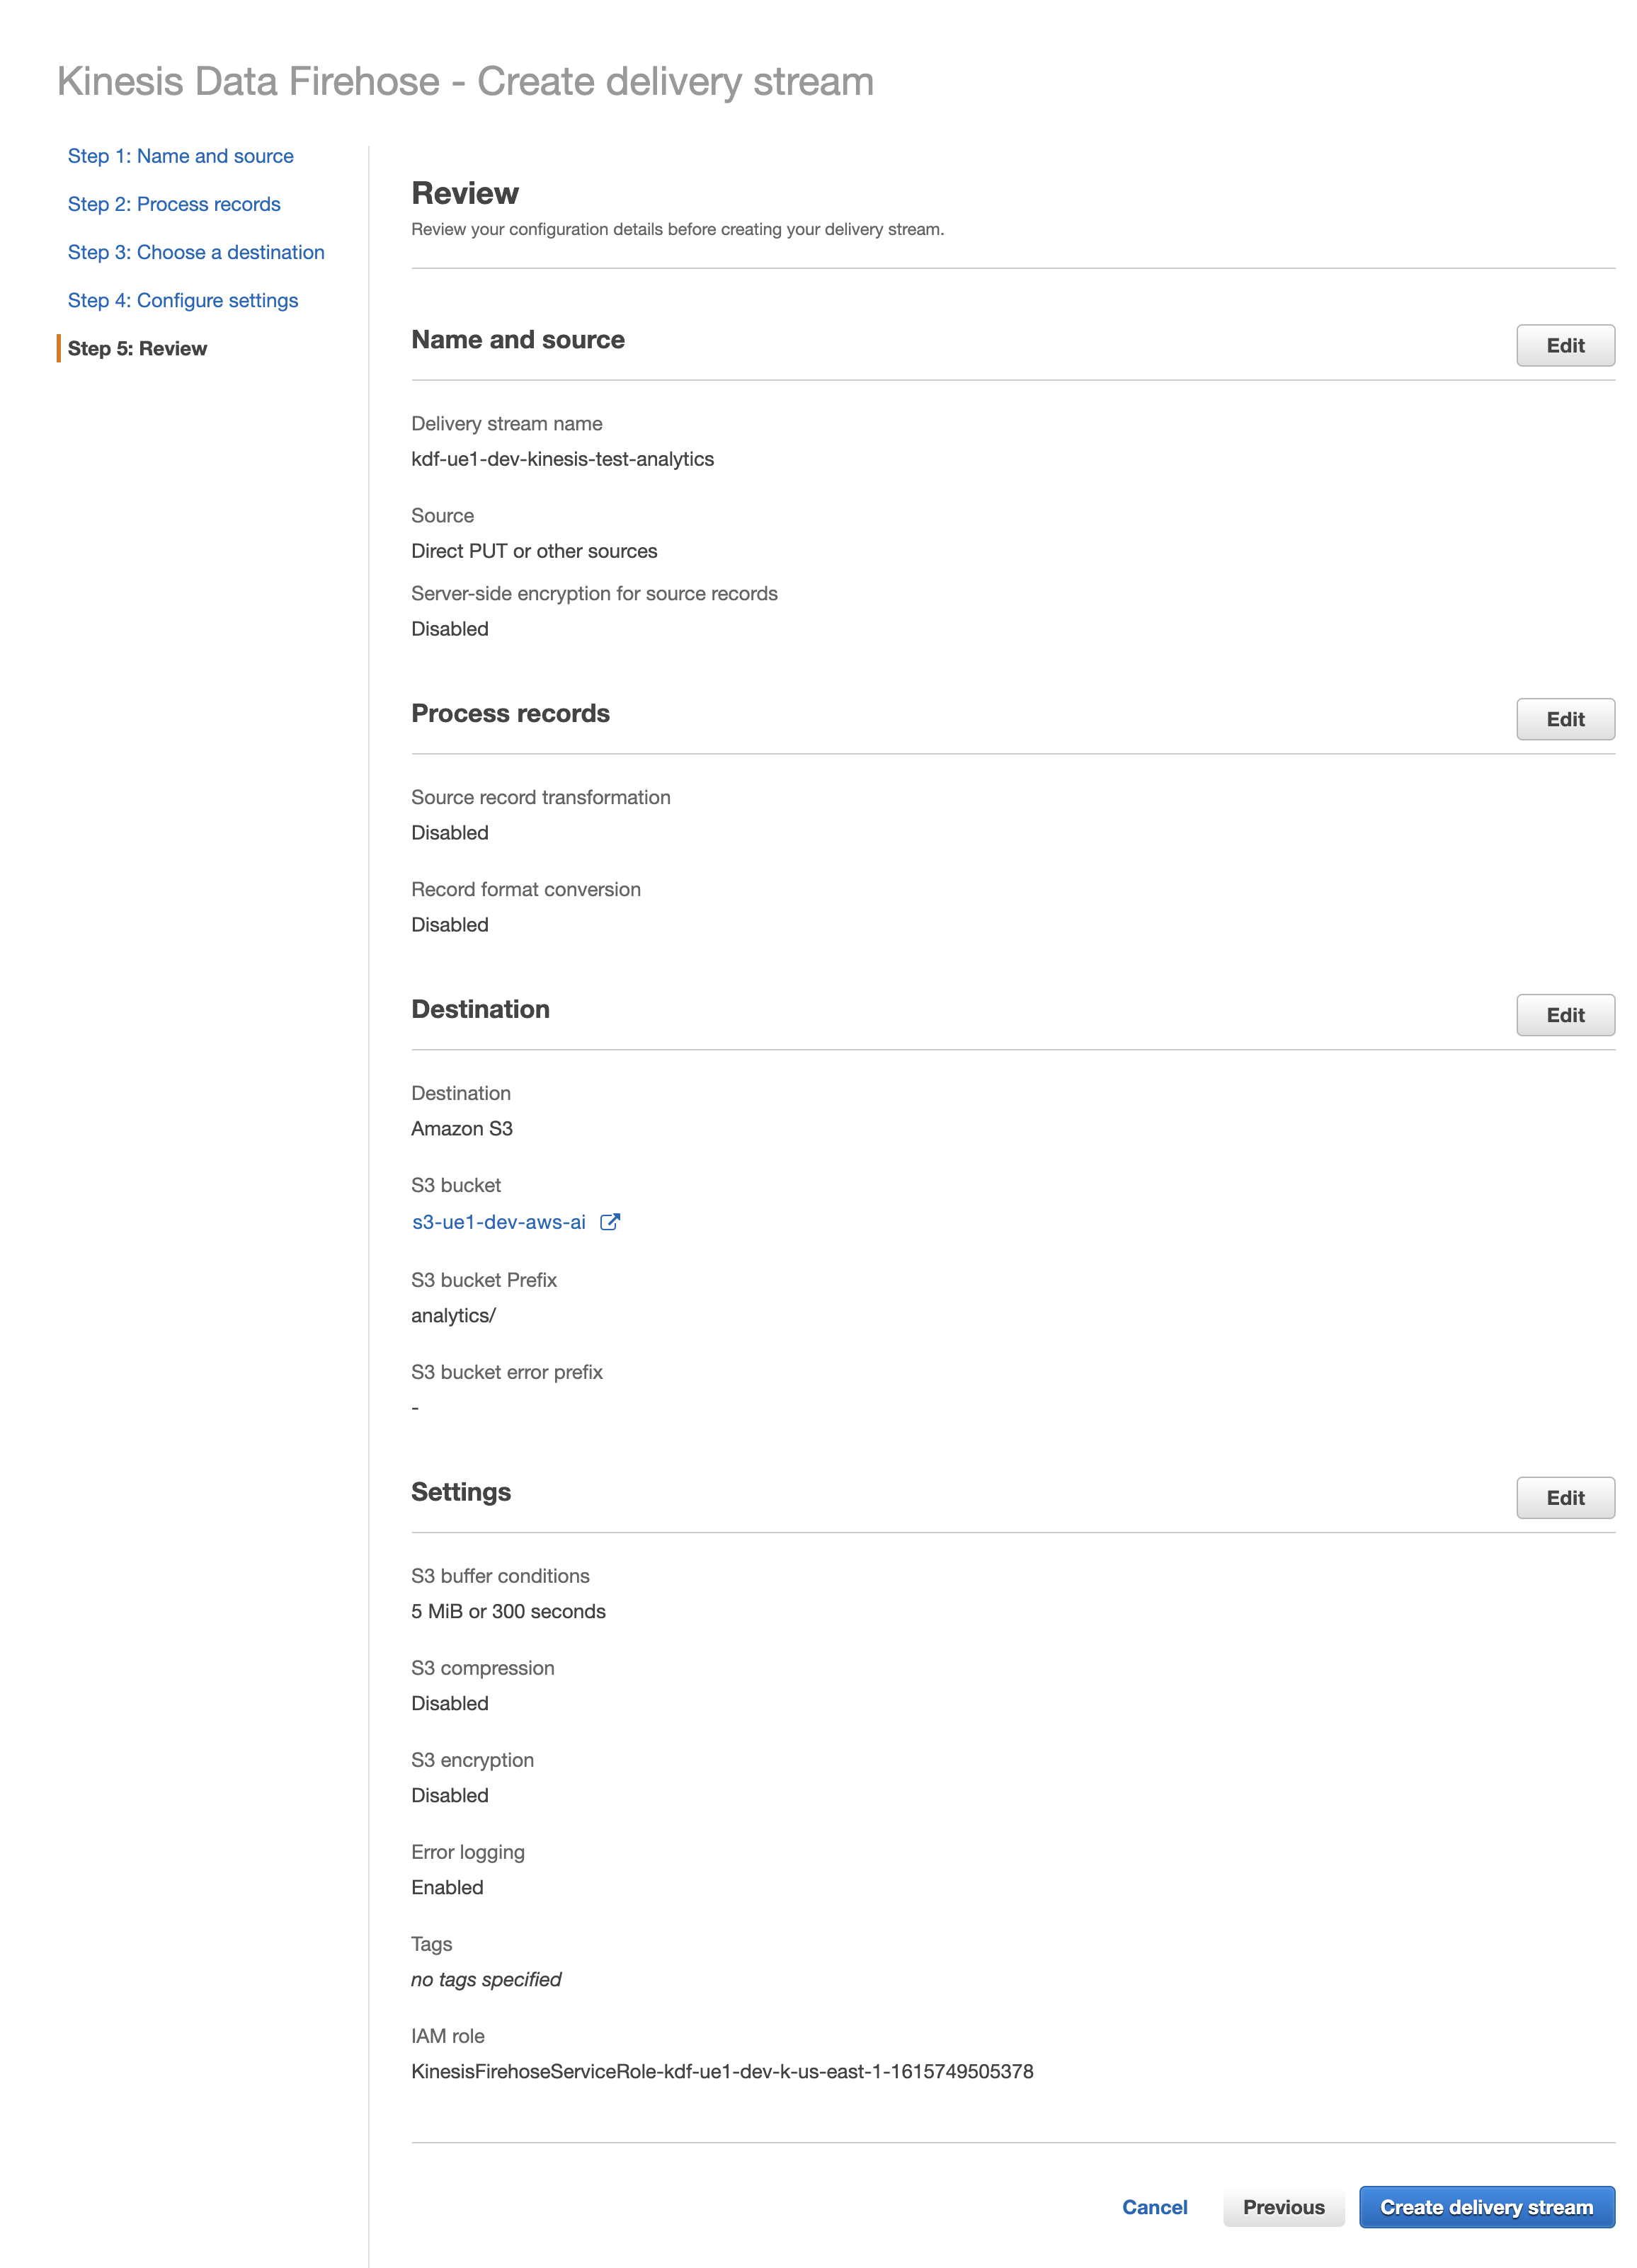 Kinesis Data Firehose - Create delivery stream
Step 1: Name and source
Step 2: Process records
Step 3: Choose a destination
Step 4: Configure settings
Step 5: Review
Review
Review your configuration details before creating your delivery stream.
Name and source
Edit
Delivery stream name
kdf-ue1-dev-kinesis-test-analytics
Source
Direct PUT or other sources
Server-side encryption for source records
Disabled
Process records
Edit
Source record transformation
Disabled
Record format conversion
Disabled
Destination
Edit
Destination
Amazon S3
S3 bucket
s3-ue1-dev-aws-ai
S3 bucket Prefix
analytics/
S3 bucket error prefix
-
Settings
Edit
S3 buffer conditions
5 MiB or 300 seconds
S3 compression
Disabled
S3 encryption
Disabled
Error logging
Enabled
Tags
no tags specified
IAM role
KinesisFirehoseServiceRole-kdf-ue1-dev-k-us-east-1-1615749505378
Cancel
Previous
Create delivery stream